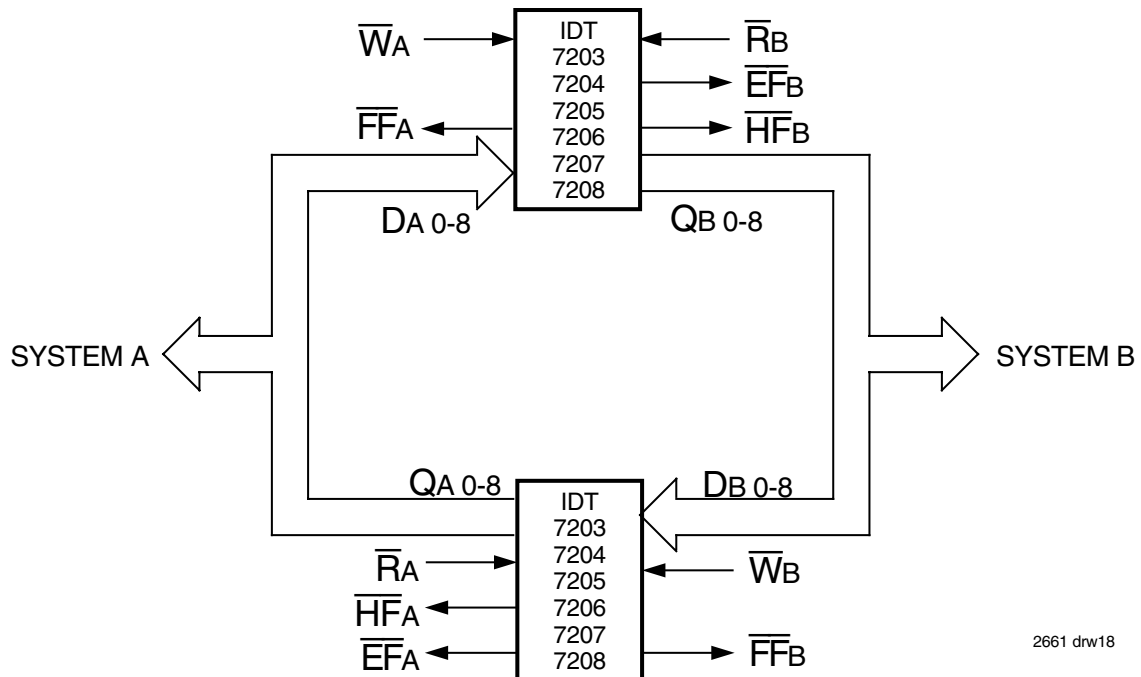 W̅A
IDT
7203
7204
7205
7206
7207
7208
R̅B
E̅F̅B
F̅F̅A
H̅F̅B
DA 0-8
QB 0-8
SYSTEM A
SYSTEM B
QA 0-8
IDT
7203
7204
7205
7206
7207
7208
DB 0-8
R̅A
W̅B
H̅F̅A
E̅F̅A
F̅F̅B
2661 drw18